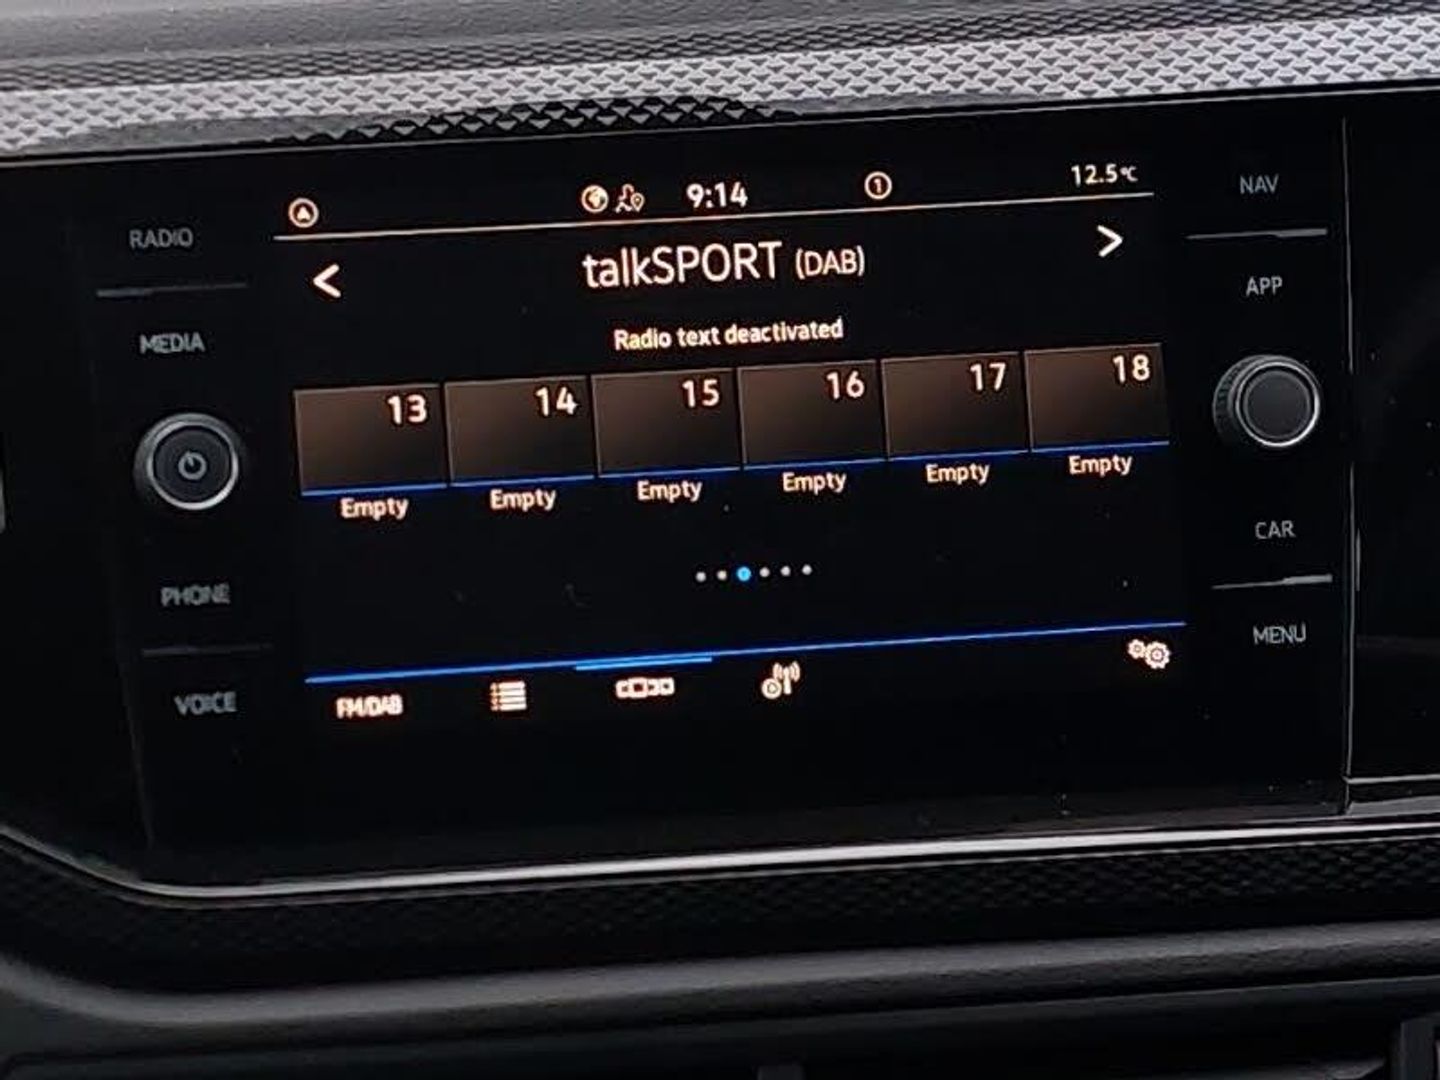 9:14
1
12.5°C
NAV
RADIO
talkSPORT (DAB)
APP
MEDIA
Radio text deactivated
13 14 15 16 17 18
Empty Empty Empty Empty Empty Empty
CAR
PHONE
MENU
VOICE
FM/DAB